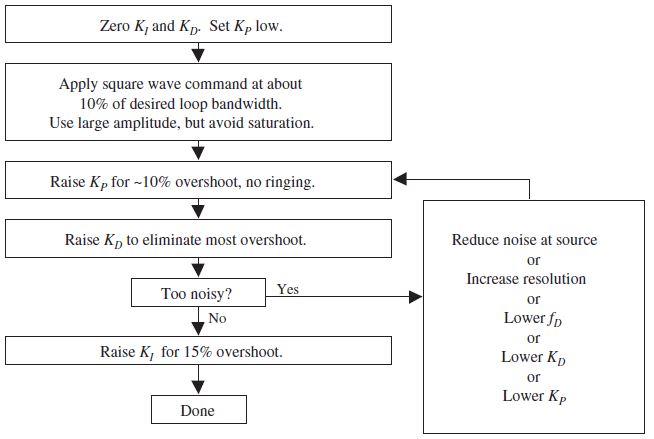 Zero K_I and K_D. Set K_P low.
Apply square wave command at about
10% of desired loop bandwidth.
Use large amplitude, but avoid saturation.
Raise K_P for ~10% overshoot, no ringing.
Raise K_D to eliminate most overshoot.
Too noisy?
Yes
No
Raise K_I for 15% overshoot.
Done
Reduce noise at source
or
Increase resolution
or
Lower f_D
or
Lower K_D
or
Lower K_P